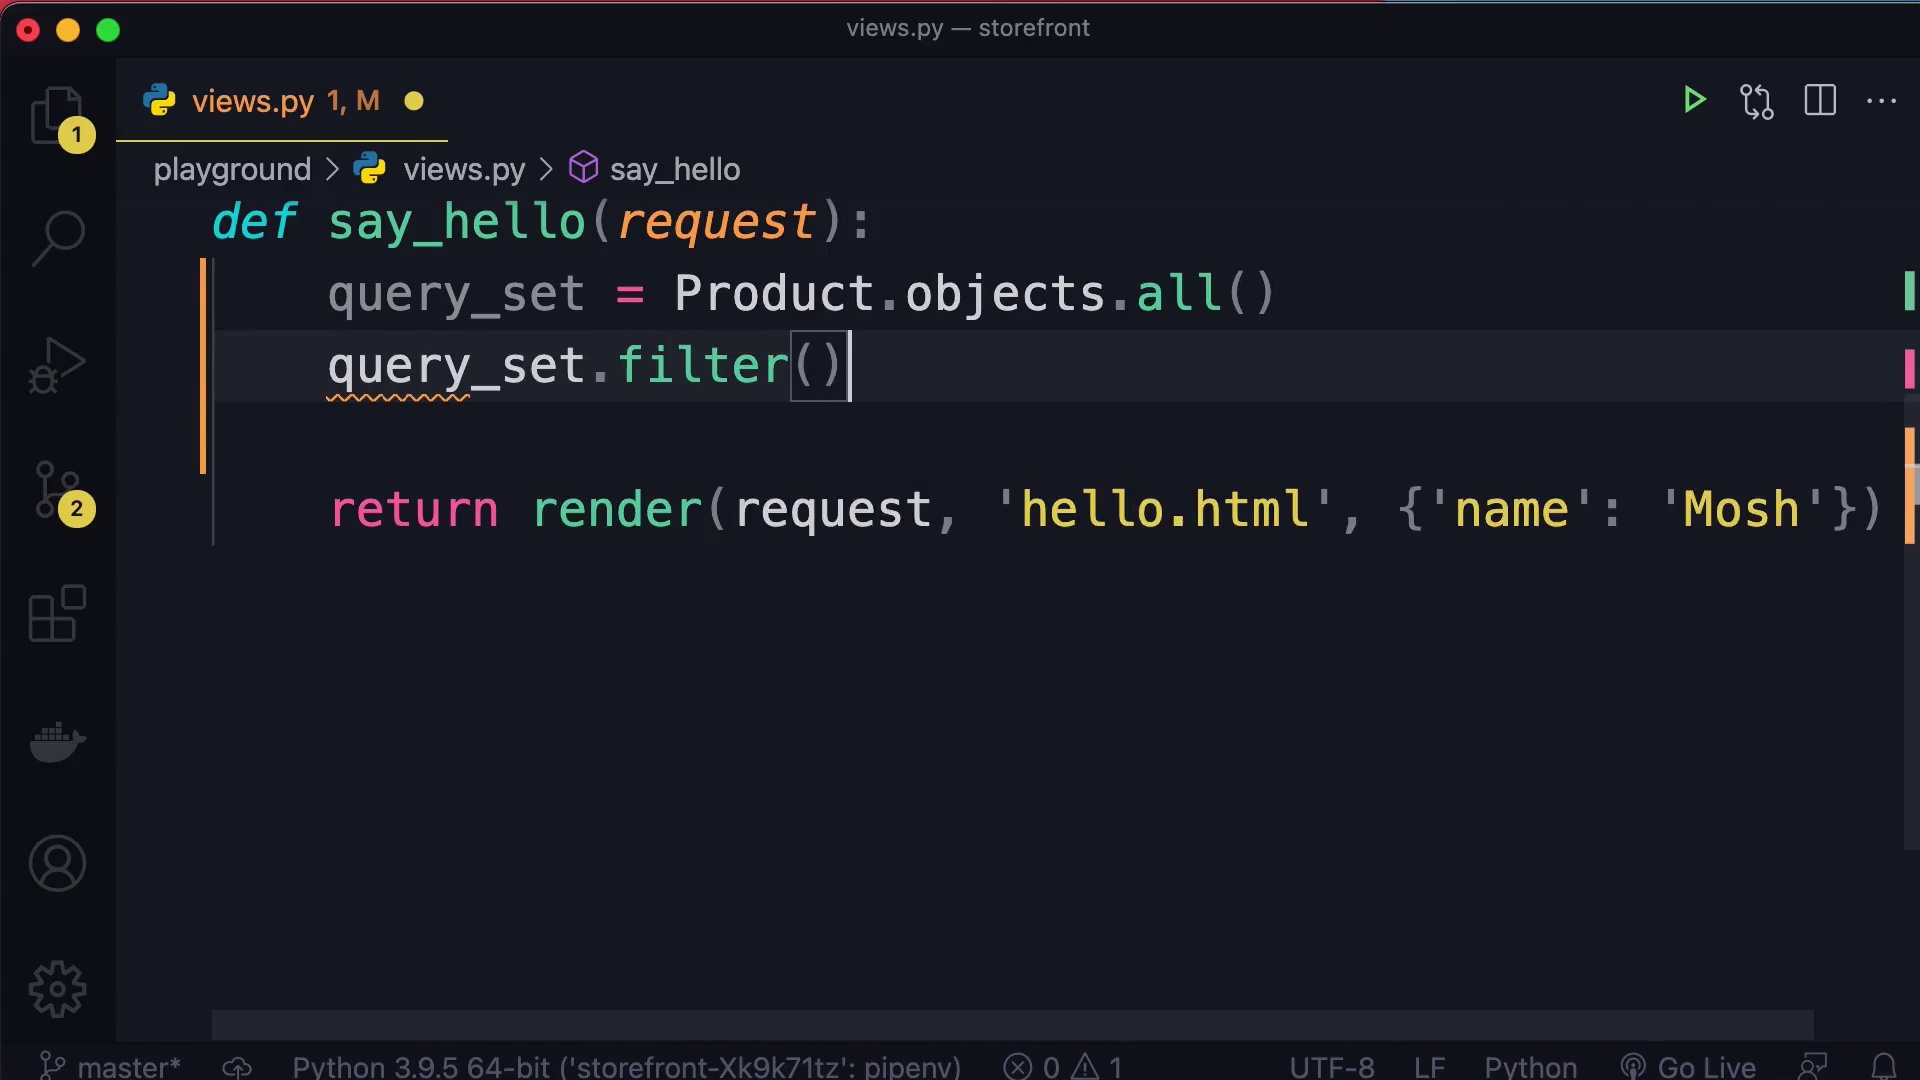 views.py — storefront
views.py 1, M
1
playground > views.py > say_hello
def say_hello(request):
query_set = Product.objects.all()
query_set.filter()
return render(request, 'hello.html', {'name': 'Mosh'})
2
master* Python 3.9.5 64-bit ('storefront-Xk9k71tz': pipenv) 0 1 UTF-8 LF Python Go Live